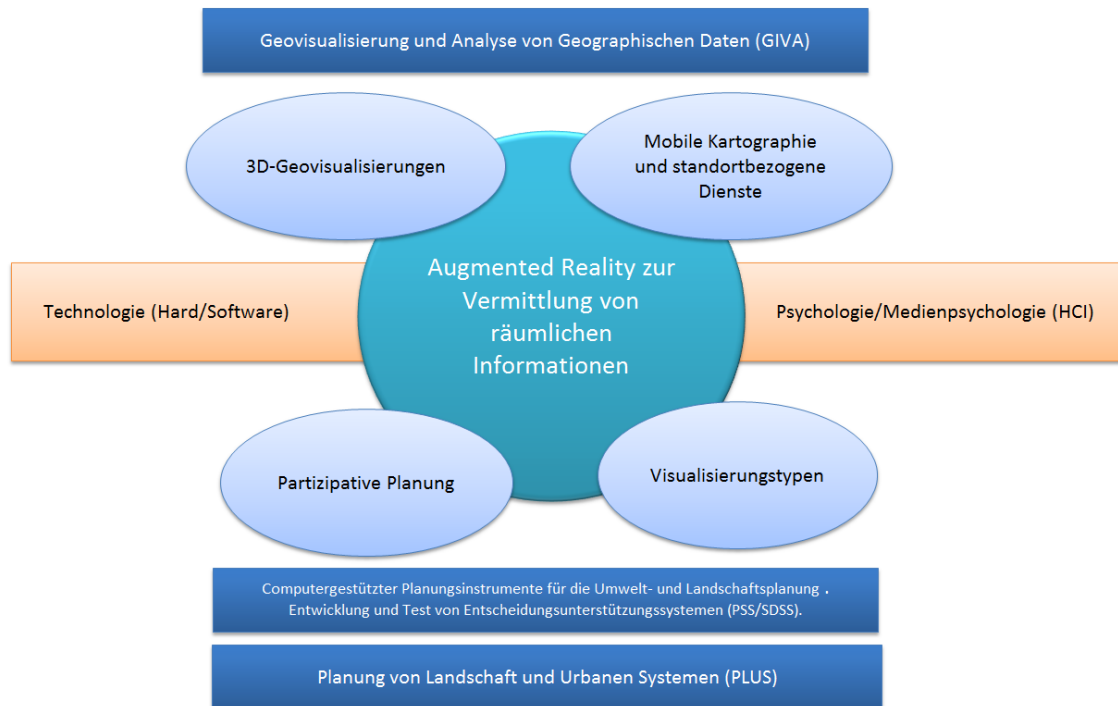 Geovisualisierung und Analyse von Geographischen Daten (GIVA)
3D-Geovisualisierungen
Mobile Kartographie
und standortbezogene
Dienste
Augmented Reality zur
Vermittlung von
räumlichen
Informationen
Technologie (Hard/Software)
Psychologie/Medienpsychologie (HCI)
Partizipative Planung
Visualisierungstypen
Computergestützter Planungsinstrumente für die Umwelt- und Landschaftsplanung .
Entwicklung und Test von Entscheidungsunterstützungssystemen (PSS/SDSS).
Planung von Landschaft und Urbanen Systemen (PLUS)